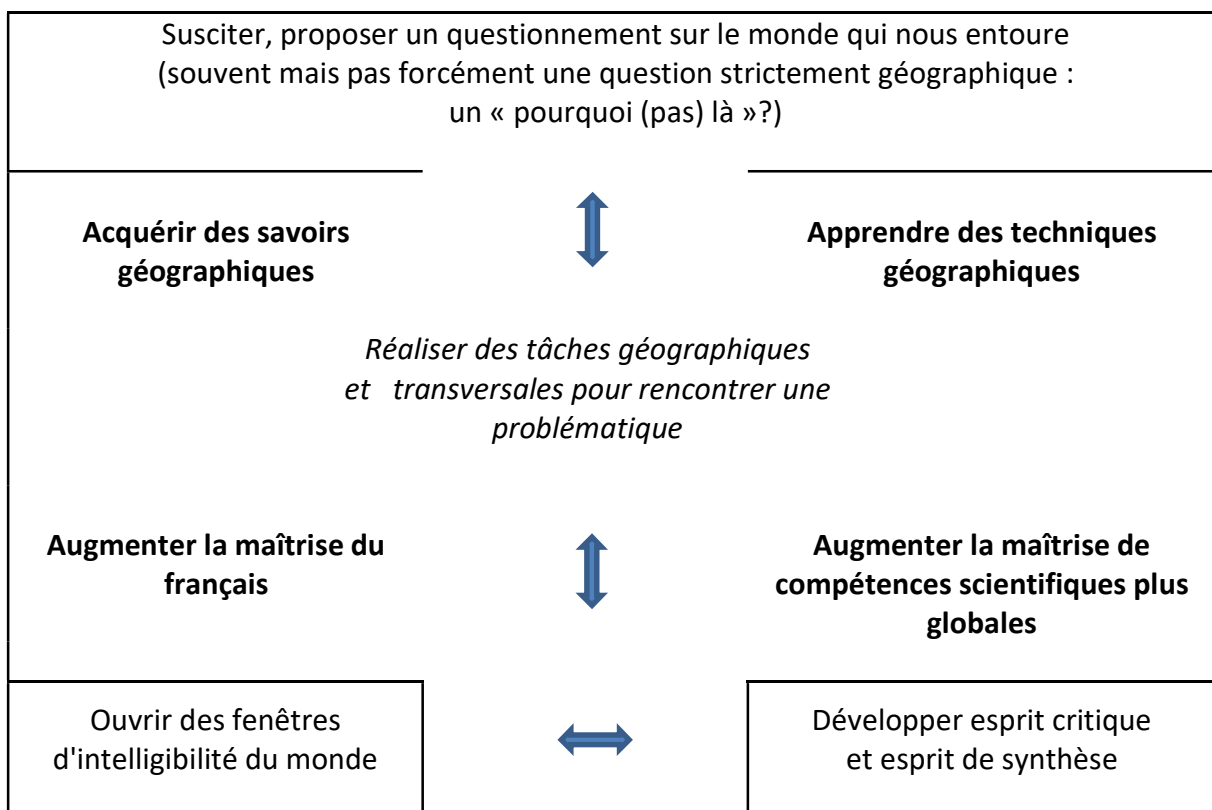 Susciter, proposer un questionnement sur le monde qui nous entoure
(souvent mais pas forcément une question strictement géographique :
un « pourquoi (pas) là »?)
Acquérir des savoirs
géographiques
Apprendre des techniques
géographiques
Réaliser des tâches géographiques
et transversales pour rencontrer une
problématique
Augmenter la maîtrise du
français
Augmenter la maîtrise de
compétences scientifiques plus
globales
Ouvrir des fenêtres
d'intelligibilité du monde
Développer esprit critique
et esprit de synthèse